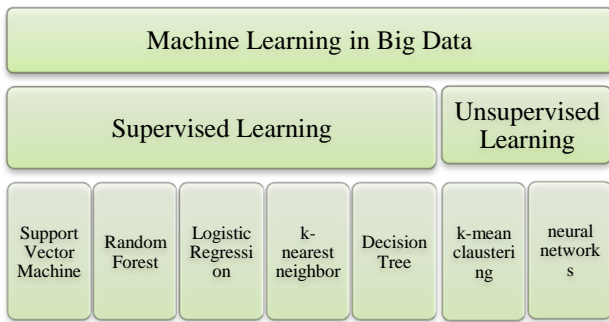 Machine Learning in Big Data
Supervised Learning
Unsupervised
Learning
Support
Vector
Machine
Random
Forest
Logistic
Regressi
on
k-
nearest
neighbor
Decision
Tree
k-mean
clausteri
ng
neural
network
s